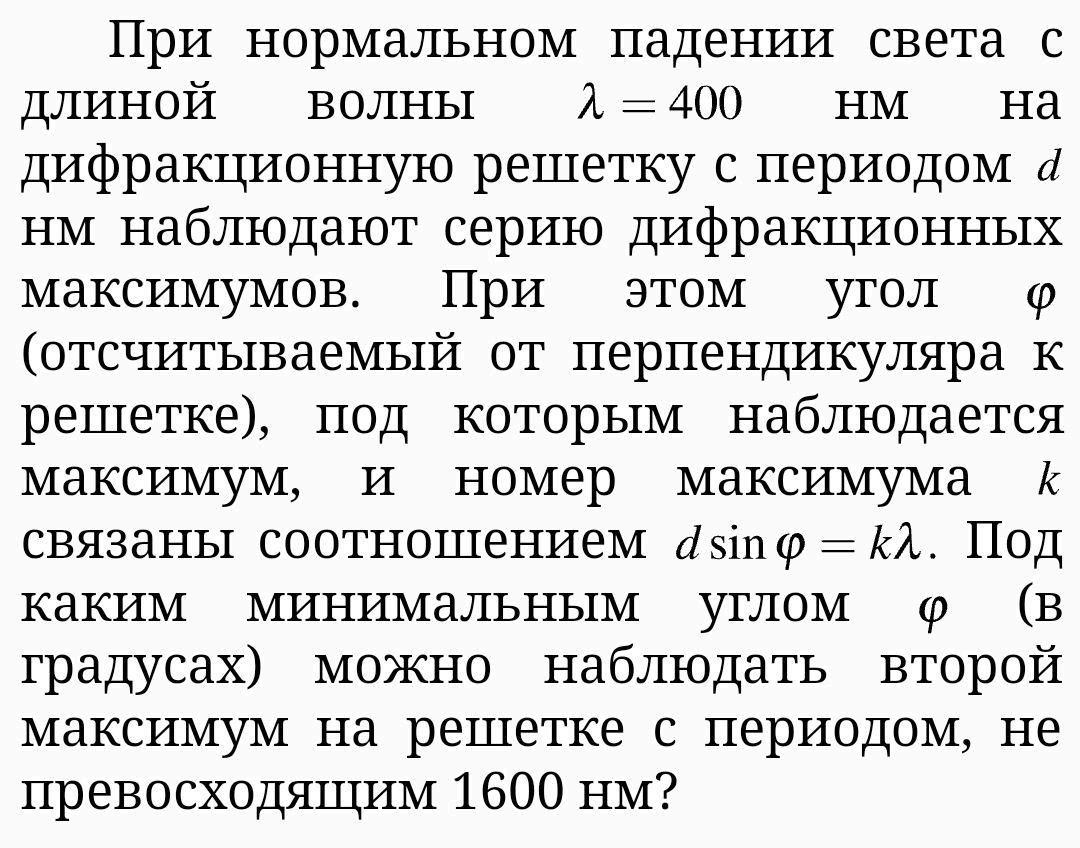 При нормальном падении света с
длиной волны λ = 400 нм на
дифракционную решетку с периодом d
нм наблюдают серию дифракционных
максимумов. При этом угол φ
(отсчитываемый от перпендикуляра к
решетке), под которым наблюдается
максимум, и номер максимума k
связаны соотношением d sin φ = kλ. Под
каким минимальным углом φ (в
градусах) можно наблюдать второй
максимум на решетке с периодом, не
превосходящим 1600 нм?